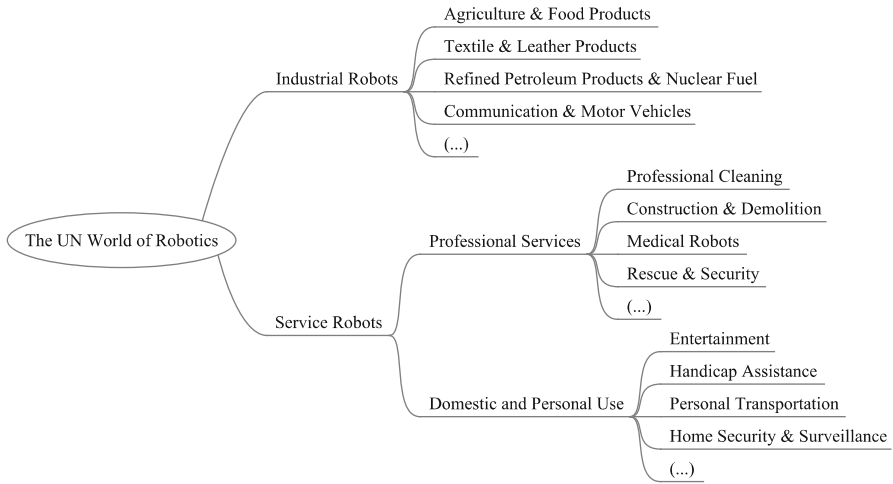 The UN World of Robotics
Industrial Robots
Agriculture & Food Products
Textile & Leather Products
Refined Petroleum Products & Nuclear Fuel
Communication & Motor Vehicles
(...)
Service Robots
Professional Services
Professional Cleaning
Construction & Demolition
Medical Robots
Rescue & Security
(...)
Domestic and Personal Use
Entertainment
Handicap Assistance
Personal Transportation
Home Security & Surveillance
(...)